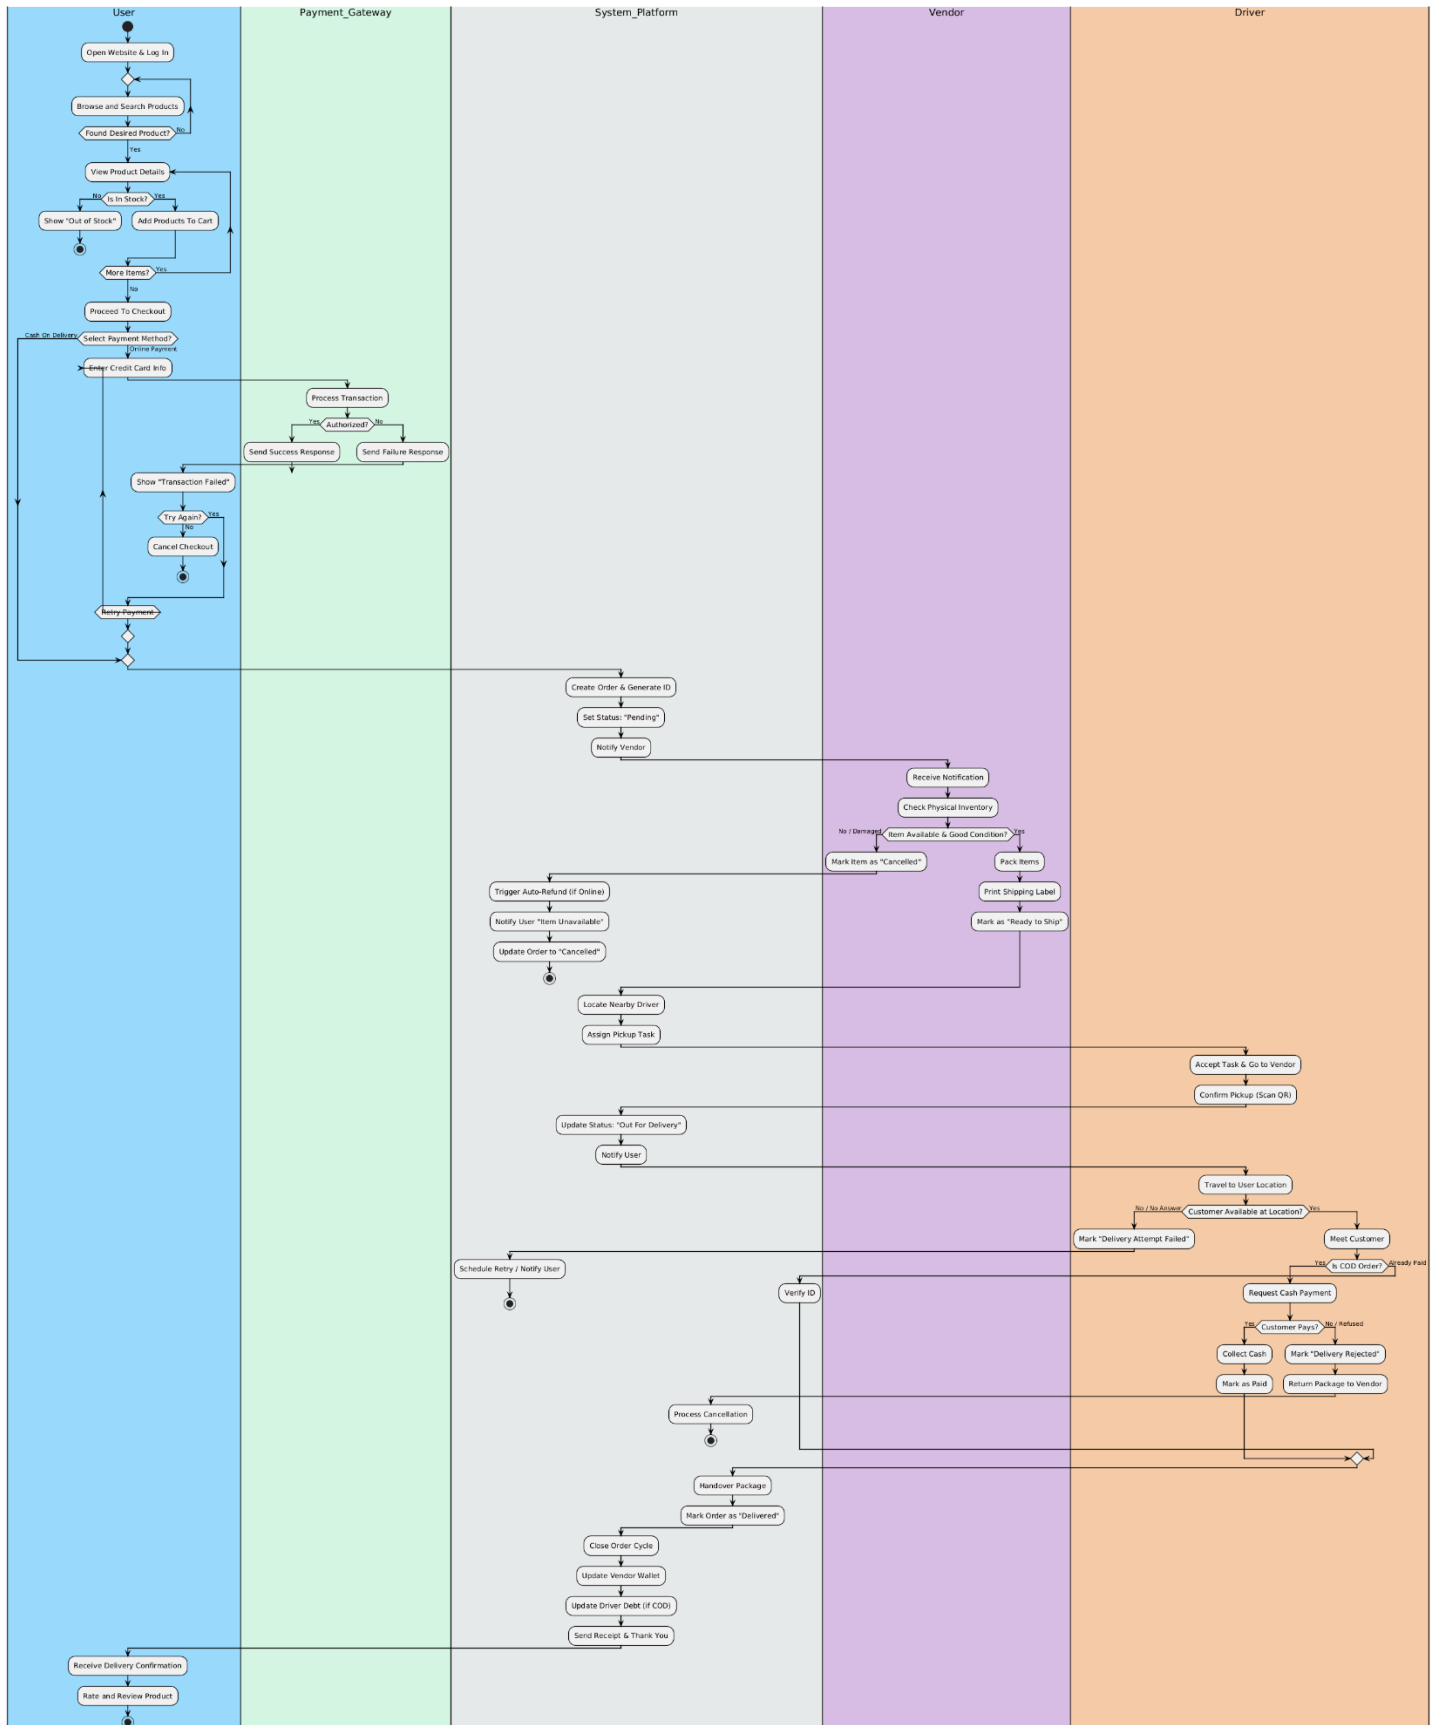 User
Payment_Gateway
System_Platform
Vendor
Driver
Open Website & Log In
Browse and Search Products
Found Desired Product?
No
Yes
View Product Details
No
Is In Stock?
Yes
Show "Out of Stock"
Add Products To Cart
More Items?
Yes
No
Proceed To Checkout
Cash On Delivery
Select Payment Method?
Online Payment
Enter Credit Card Info
Process Transaction
Yes
Authorized?
No
Send Success Response
Send Failure Response
Show "Transaction Failed"
Try Again?
Yes
No
Cancel Checkout
Retry Payment
Create Order & Generate ID
Set Status: "Pending"
Notify Vendor
Receive Notification
Check Physical Inventory
No / Damaged
Item Available & Good Condition?
Yes
Mark Item as "Cancelled"
Pack Items
Trigger Auto-Refund (if Online)
Print Shipping Label
Notify User "Item Unavailable"
Mark as "Ready to Ship"
Update Order to "Cancelled"
Locate Nearby Driver
Assign Pickup Task
Accept Task & Go to Vendor
Confirm Pickup (Scan QR)
Update Status: "Out For Delivery"
Notify User
Travel to User Location
No / No Answer
Customer Available at Location?
Yes
Mark "Delivery Attempt Failed"
Meet Customer
Schedule Retry / Notify User
Yes
Is COD Order?
Already Paid
Verify ID
Request Cash Payment
Yes
Customer Pays?
No / Refused
Collect Cash
Mark "Delivery Rejected"
Mark as Paid
Return Package to Vendor
Process Cancellation
Handover Package
Mark Order as "Delivered"
Close Order Cycle
Update Vendor Wallet
Update Driver Debt (if COD)
Send Receipt & Thank You
Receive Delivery Confirmation
Rate and Review Product